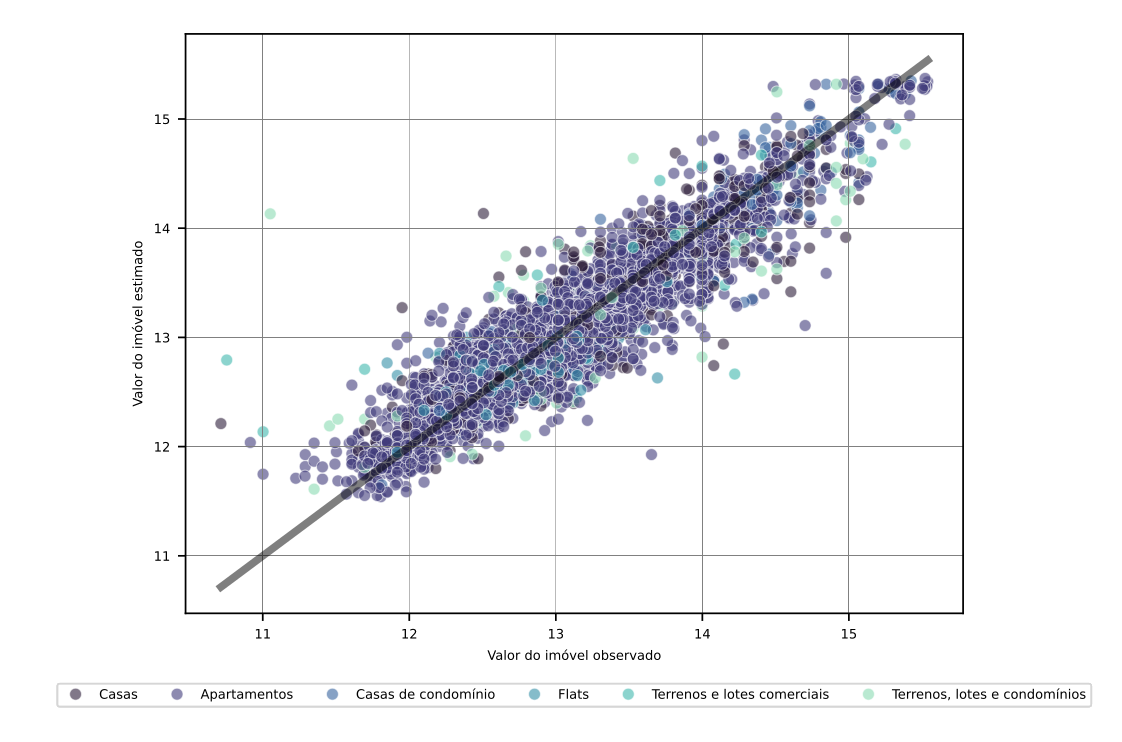 Valor do imóvel estimado
15
14
13
12
11
11 12 13 14 15
Valor do imóvel observado
Casas Apartamentos Casas de condomínio Flats Terrenos e lotes comerciais Terrenos, lotes e condomínios